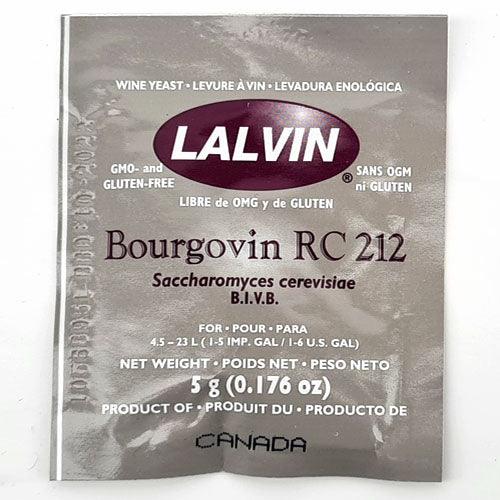 WINE YEAST • LEVURE À VIN • LEVADURA ENOLÓGICA
LALVIN®
GMO- and
GLUTEN-FREE
SANS OGM
ni GLUTEN
LIBRE de OMG y de GLUTEN
Bourgovin RC 212
Saccharomyces cerevisiae
B.I.V.B.
FOR • POUR • PARA
4.5 – 23 L ( 1-5 IMP. GAL / 1-6 U.S. GAL)
NET WEIGHT • POIDS NET • PESO NETO
5 g (0.176 oz)
PRODUCT OF • PRODUIT DU • PRODUCTO DE
CANADA